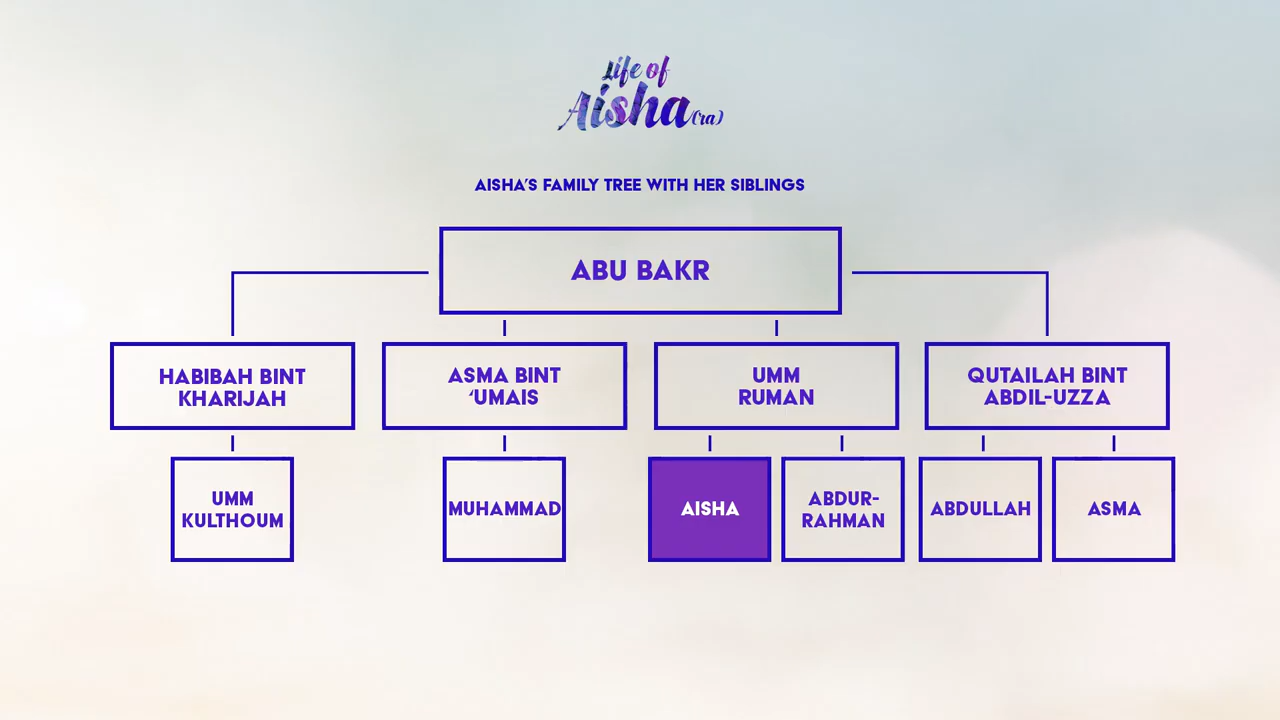 Life of
Aisha (ra)
AISHA'S FAMILY TREE WITH HER SIBLINGS
ABU BAKR
HABIBAH BINT
KHARIJAH
ASMA BINT
‘UMAIS
UMM
RUMAN
QUTAILAH BINT
ABDIL-UZZA
UMM
KULTHOUM
MUHAMMAD
AISHA
ABDUR-
RAHMAN
ABDULLAH
ASMA